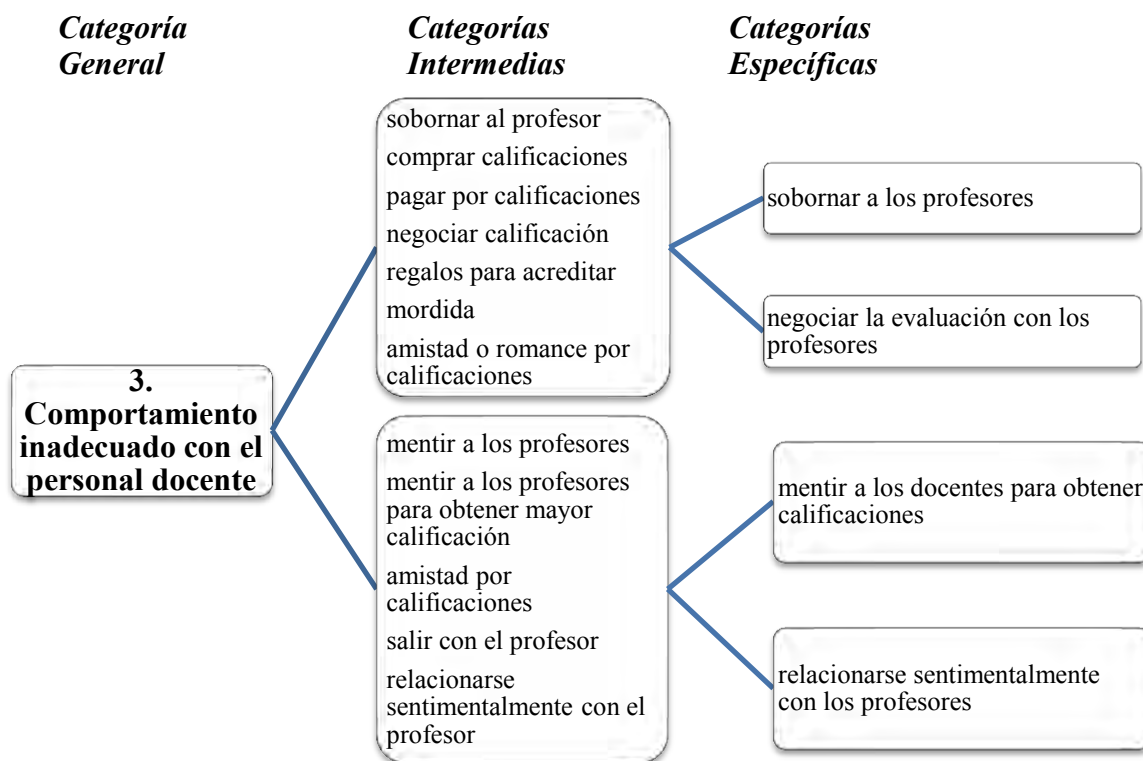 Categoría
General
Categorías
Intermedias
Categorías
Específicas
3.
Comportamiento
inadecuado con el
personal docente
sobornar al profesor
comprar calificaciones
pagar por calificaciones
negociar calificación
regalos para acreditar
mordida
amistad o romance por
calificaciones
sobornar a los profesores
negociar la evaluación con los
profesores
mentir a los profesores
mentir a los profesores
para obtener mayor
calificación
amistad por
calificaciones
salir con el profesor
relacionarse
sentimentalmente con el
profesor
mentir a los docentes para obtener
calificaciones
relacionarse sentimentalmente
con los profesores